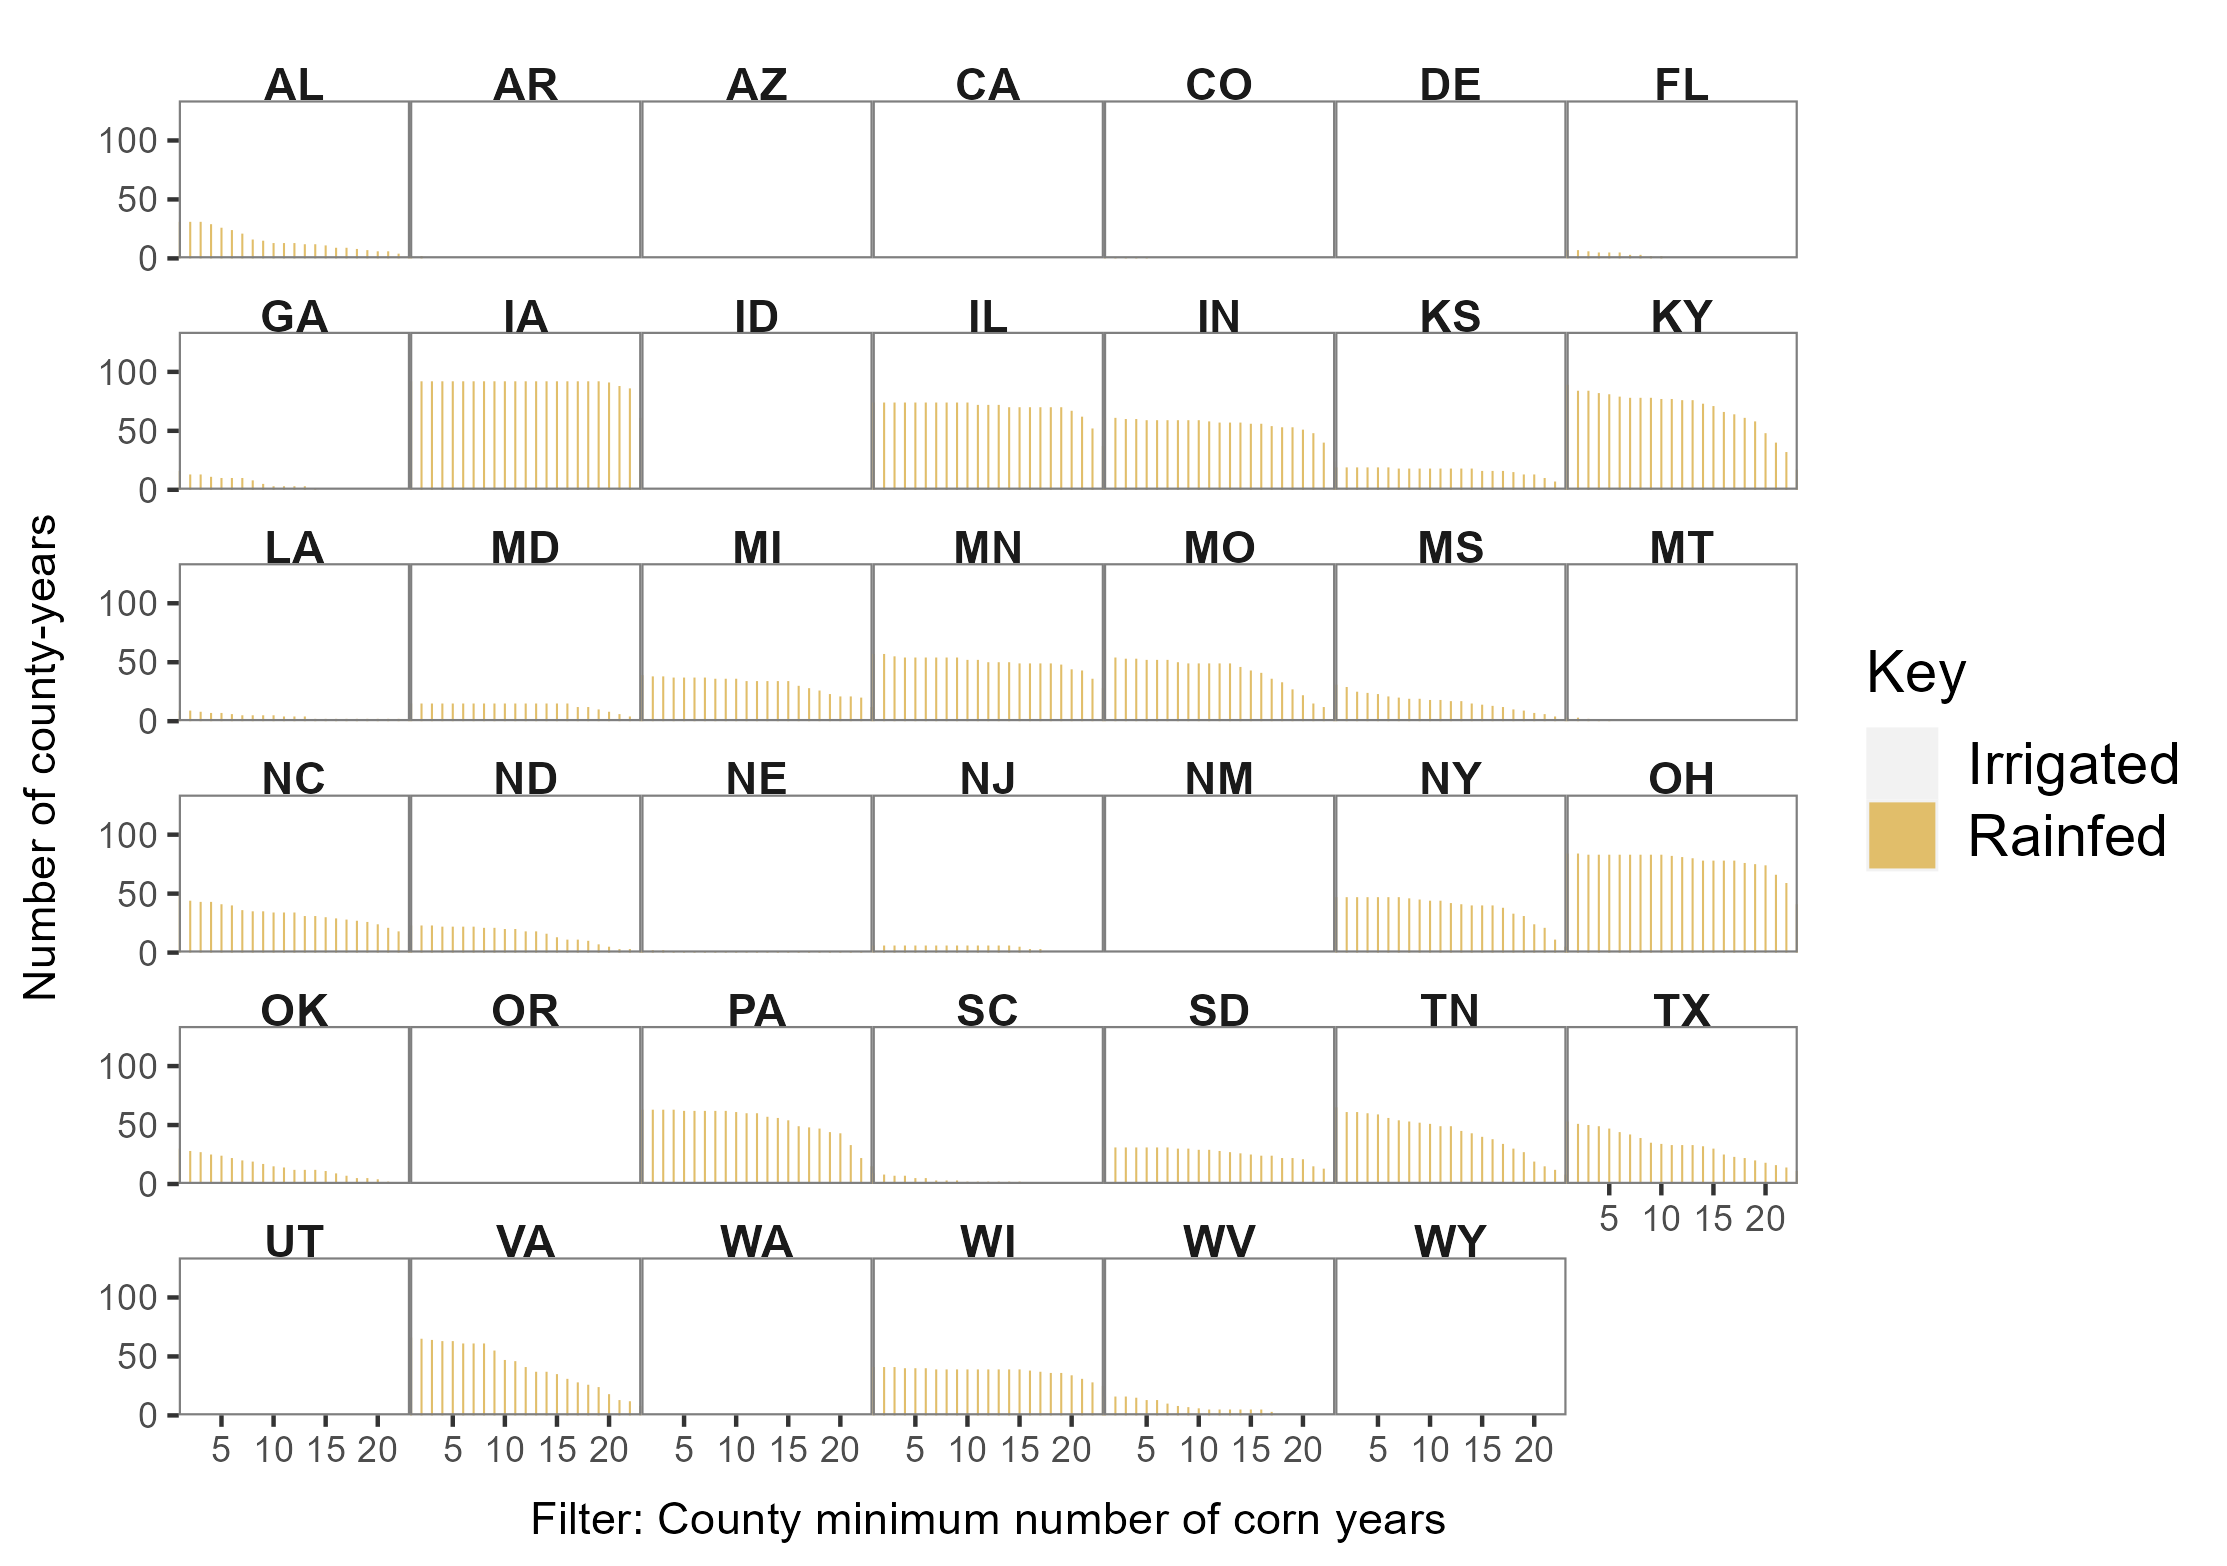 AL AR AZ CA CO DE FL
100
50
0
GA IA ID IL IN KS KY
100
50
0
LA MD MI MN MO MS MT
100
50
0
NC ND NE NJ NM NY OH
100
50
0
OK OR PA SC SD TN TX
100
50
0
5 10 15 20
UT VA WA WI WV WY
100
50
0
5 10 15 20 5 10 15 20 5 10 15 20 5 10 15 20 5 10 15 20 5 10 15 20
Filter: County minimum number of corn years
Number of county-years
Key
Irrigated
Rainfed